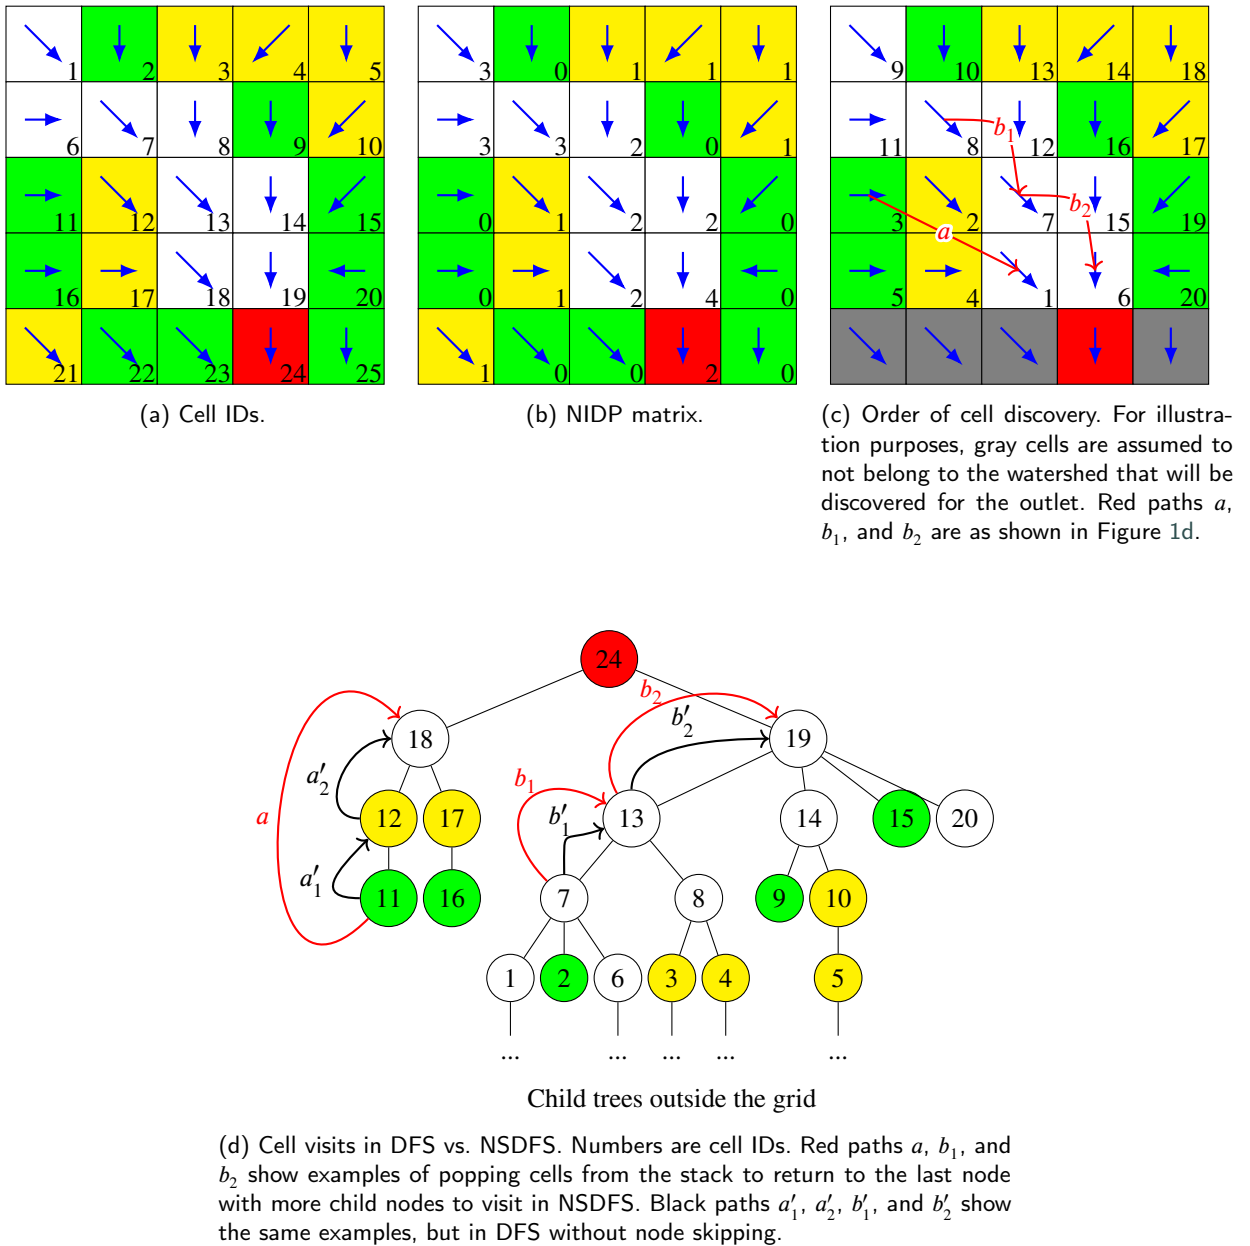 1 2 3 4 5
6 7 8 9 10
11 12 13 14 15
16 17 18 19 20
21 22 23 24 25
(a) Cell IDs.
3 0 1 1 1
3 3 2 0 1
0 1 2 2 0
0 1 2 4 0
1 0 0 2 0
(b) NIDP matrix.
9 10 13 14 18
11 8 b1 12 16 17
3 2 7 b2 15 19
a
5 4 1 6 20
(c) Order of cell discovery. For illustra-
tion purposes, gray cells are assumed to
not belong to the watershed that will be
discovered for the outlet. Red paths a,
b1, and b2 are as shown in Figure 1d.
24
b2
b′2
18 19
a′2 b1
a 12 17 b′1 13 14 15 20
a′1 11 16 7 8 9 10
1 2 6 3 4 5
... ... ... ... ...
Child trees outside the grid
(d) Cell visits in DFS vs. NSDFS. Numbers are cell IDs. Red paths a, b1, and
b2 show examples of popping cells from the stack to return to the last node
with more child nodes to visit in NSDFS. Black paths a′1, a′2, b′1, and b′2 show
the same examples, but in DFS without node skipping.